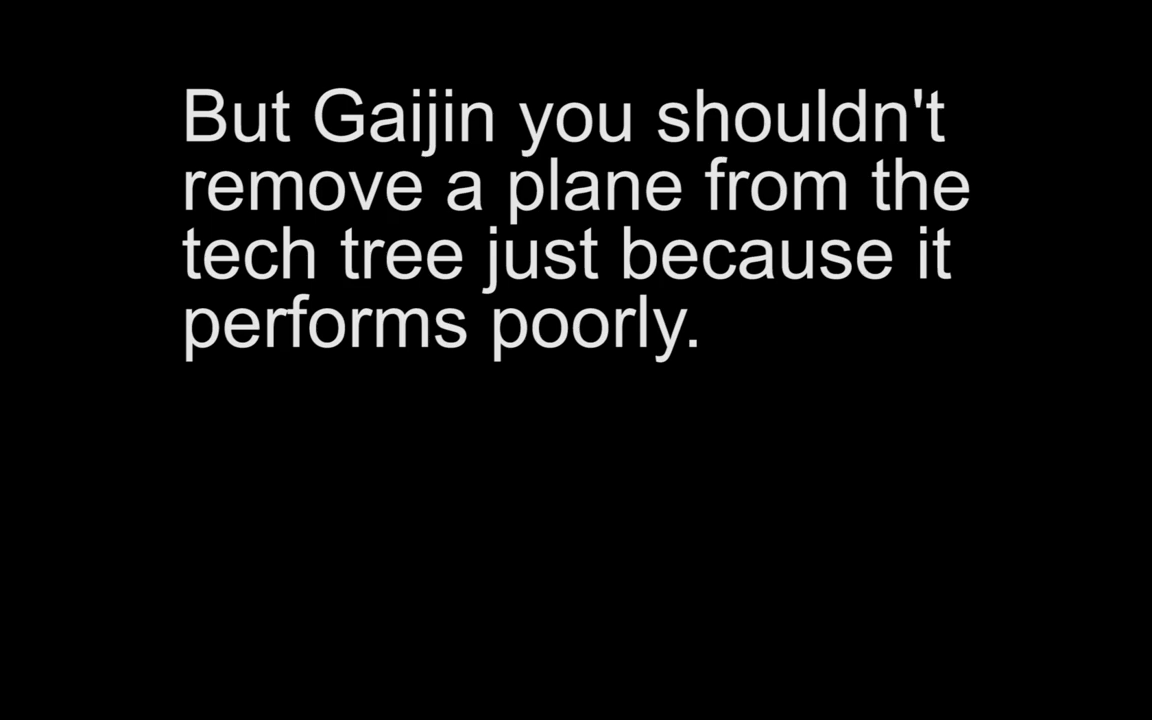 But Gaijin you shouldn't
remove a plane from the
tech tree just because it
performs poorly.